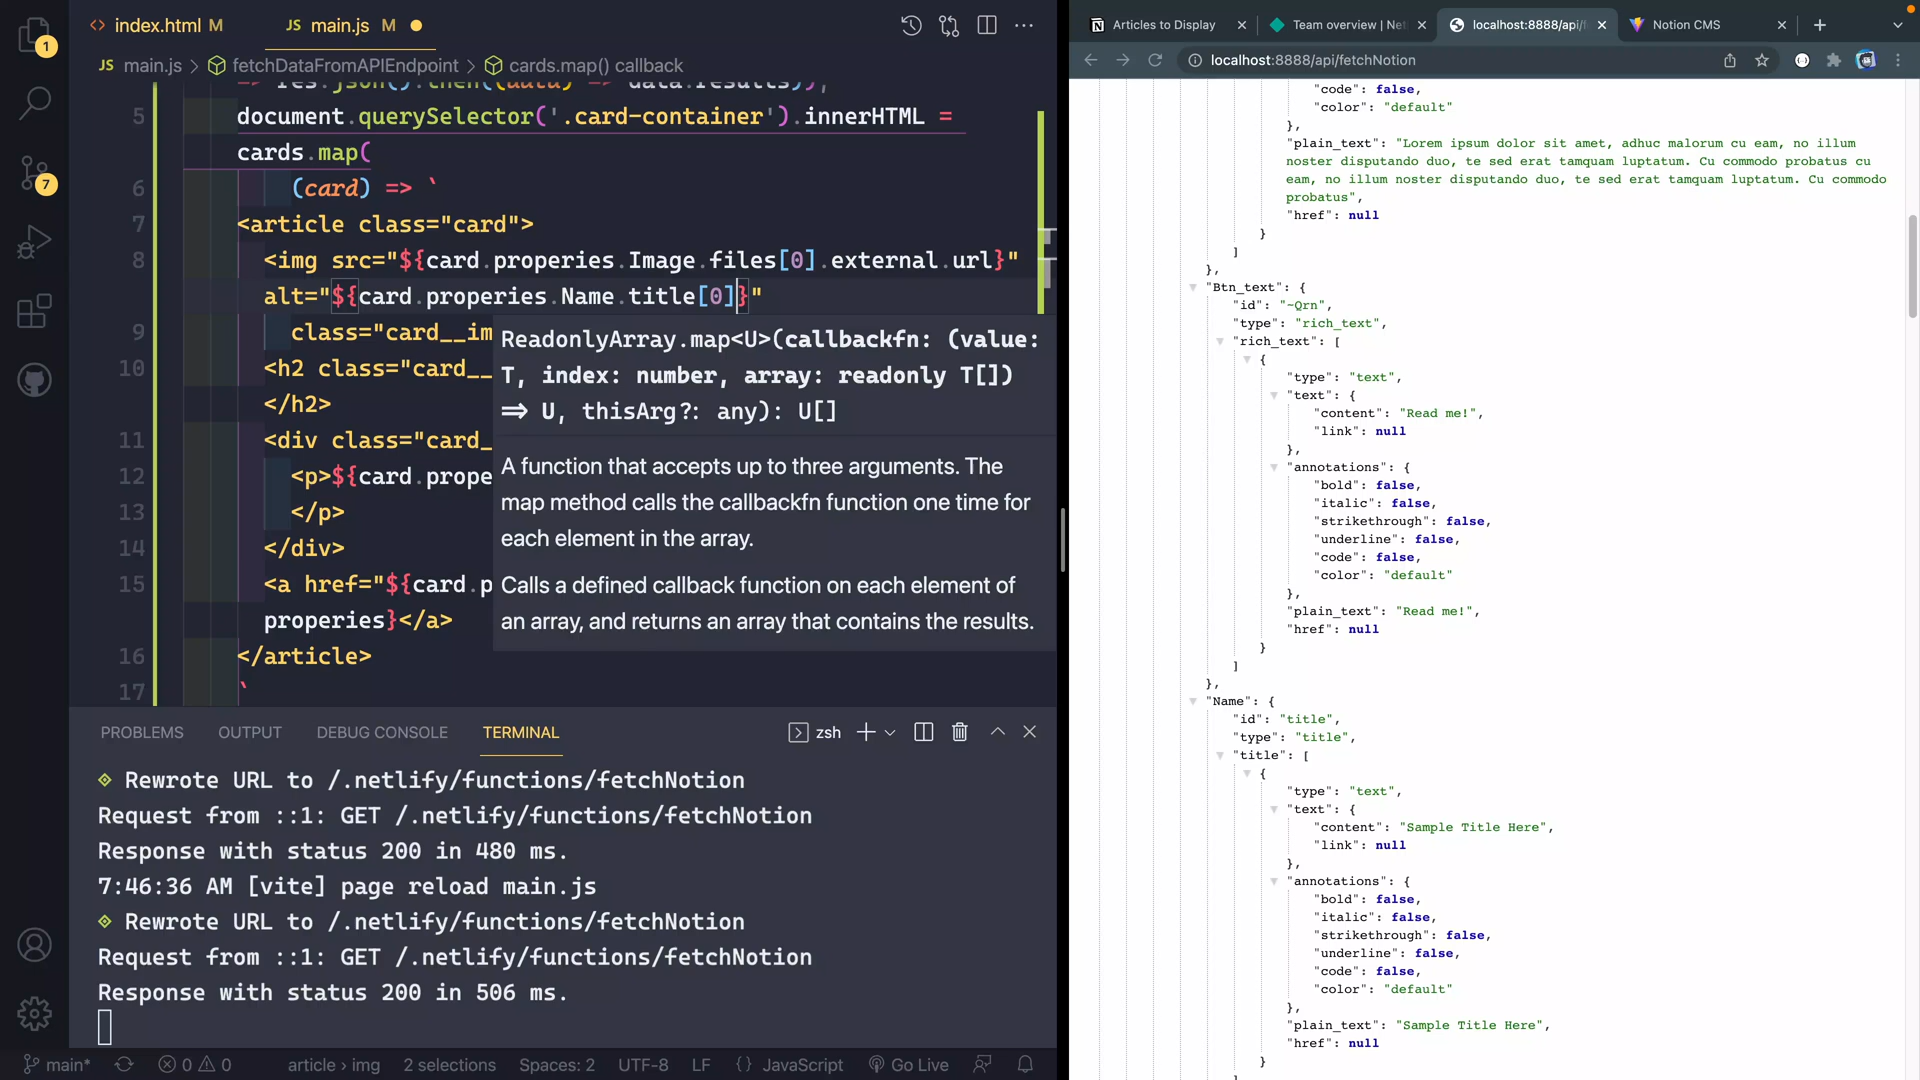 index.html M
JS main.js M
JS main.js > fetchDataFromAPIEndpoint > cards.map() callback
=> res.json().then((data) => data.results));
5 document.querySelector('.card-container').innerHTML =
cards.map(
6 (card) => `
7 <article class="card">
8 <img src="${card.properies.Image.files[0].external.url}"
alt="${card.properies.Name.title[0]}"
9 class="card__im
10 <h2 class="card__
</h2>
11 <div class="card_
12 <p>${card.prope
13 </p>
14 </div>
15 <a href="${card.p
properies}</a>
16 </article>
17 `
ReadonlyArray.map<U>(callbackfn: (value:
T, index: number, array: readonly T[])
=> U, thisArg?: any): U[]
A function that accepts up to three arguments. The
map method calls the callbackfn function one time for
each element in the array.
Calls a defined callback function on each element of
an array, and returns an array that contains the results.
1
7
PROBLEMS OUTPUT DEBUG CONSOLE TERMINAL zsh
Rewrote URL to /.netlify/functions/fetchNotion
Request from ::1: GET /.netlify/functions/fetchNotion
Response with status 200 in 480 ms.
7:46:36 AM [vite] page reload main.js
Rewrote URL to /.netlify/functions/fetchNotion
Request from ::1: GET /.netlify/functions/fetchNotion
Response with status 200 in 506 ms.
main* 0 0 article > img 2 selections Spaces: 2 UTF-8 LF {} JavaScript Go Live
Articles to Display Team overview | Net localhost:8888/api/f Notion CMS
localhost:8888/api/fetchNotion
"code": false,
"color": "default"
},
"plain_text": "Lorem ipsum dolor sit amet, adhuc malorum cu eam, no illum
noster disputando duo, te sed erat tamquam luptatum. Cu commodo probatus cu
eam, no illum noster disputando duo, te sed erat tamquam luptatum. Cu commodo
probatus",
"href": null
}
]
},
"Btn_text": {
"id": "~Qrn",
"type": "rich_text",
"rich_text": [
{
"type": "text",
"text": {
"content": "Read me!",
"link": null
},
"annotations": {
"bold": false,
"italic": false,
"strikethrough": false,
"underline": false,
"code": false,
"color": "default"
},
"plain_text": "Read me!",
"href": null
}
]
},
"Name": {
"id": "title",
"type": "title",
"title": [
{
"type": "text",
"text": {
"content": "Sample Title Here",
"link": null
},
"annotations": {
"bold": false,
"italic": false,
"strikethrough": false,
"underline": false,
"code": false,
"color": "default"
},
"plain_text": "Sample Title Here",
"href": null
}
]